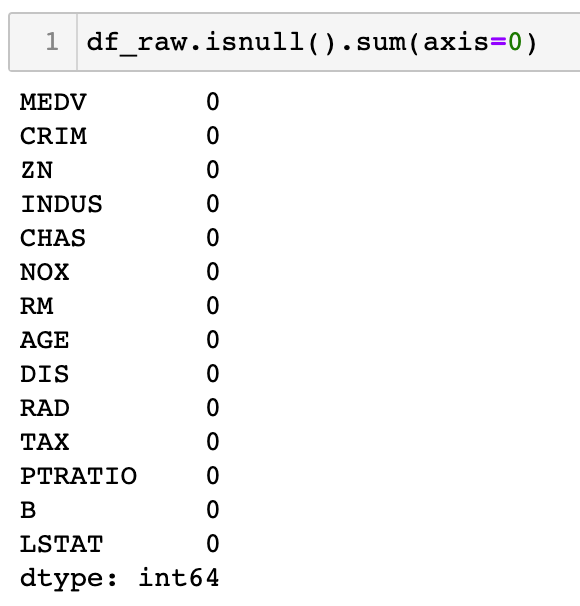 1 df_raw.isnull().sum(axis=0)
MEDV 0
CRIM 0
ZN 0
INDUS 0
CHAS 0
NOX 0
RM 0
AGE 0
DIS 0
RAD 0
TAX 0
PTRATIO 0
B 0
LSTAT 0
dtype: int64